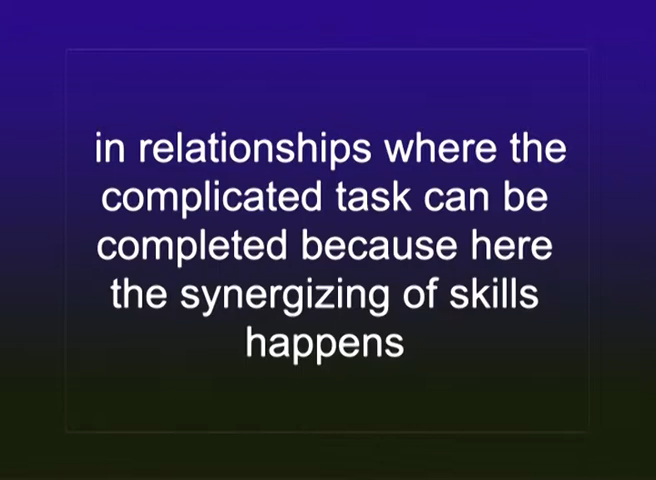 in relationships where the
complicated task can be
completed because here
the synergizing of skills
happens